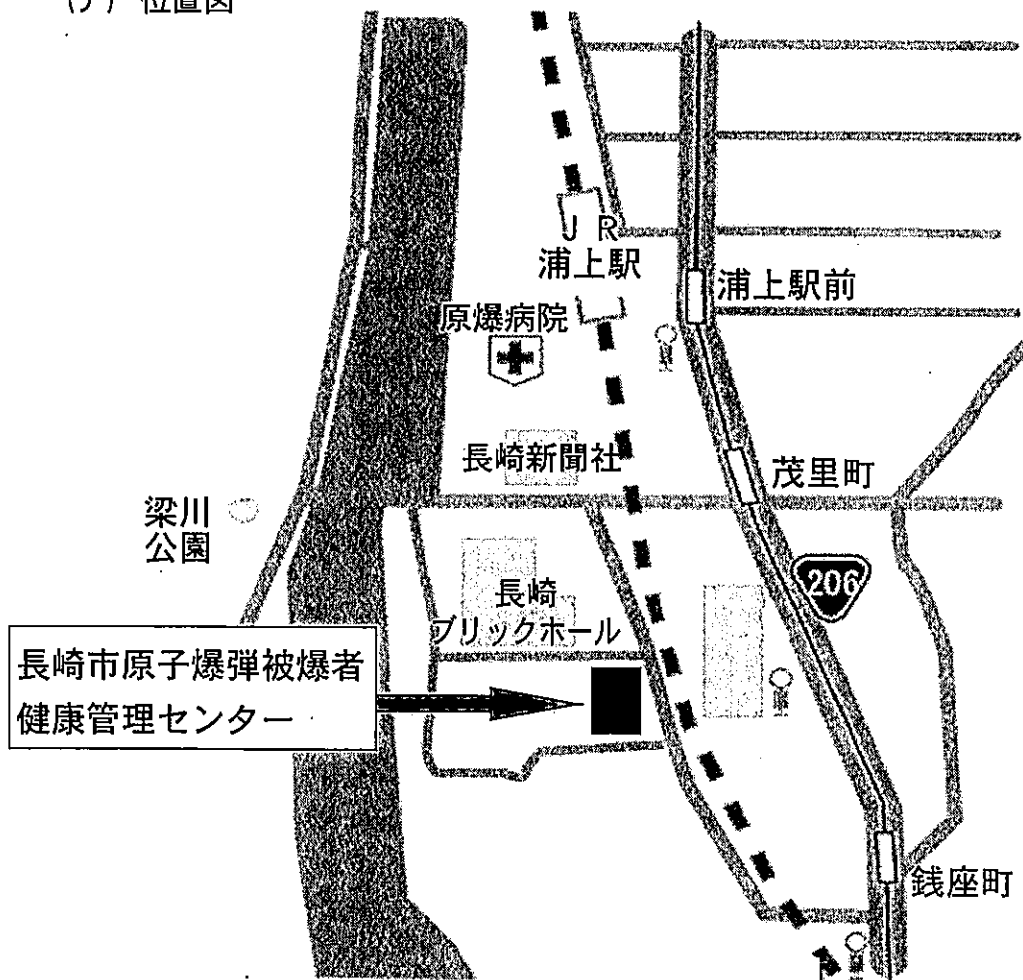 位置図
J R
浦上駅
浦上駅前
原爆病院
長崎新聞社
茂里町
梁川
公園
206
長崎
ブリックホール
長崎市原子爆弾被爆者
健康管理センター
銭座町